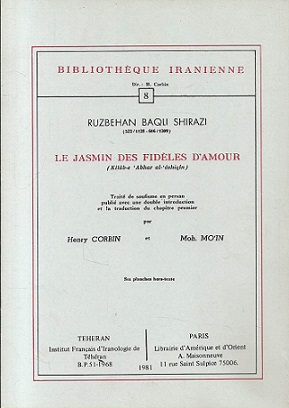 BIBLIOTHÈQUE IRANIENNE
Dir.: H. Corbin
8
RUZBEHAN BAQLI SHIRAZI
(522/1128 - 606/1209)
LE JASMIN DES FIDÈLES D'AMOUR
(Kitâb-e 'Abhar al-'âshiqîn)
Traité de soufisme en persan
publié avec une double introduction
et la traduction du chapitre premier
par
Henry CORBIN et Moh. MO'IN
Six planches hors-texte
TEHERAN
Institut Français d'Iranologie de
Téhéran
B.P.51-1968
1981
PARIS
Librairie d'Amérique et d'Orient
A. Maisonneuve
11 rue Saint Sulpice 75006.